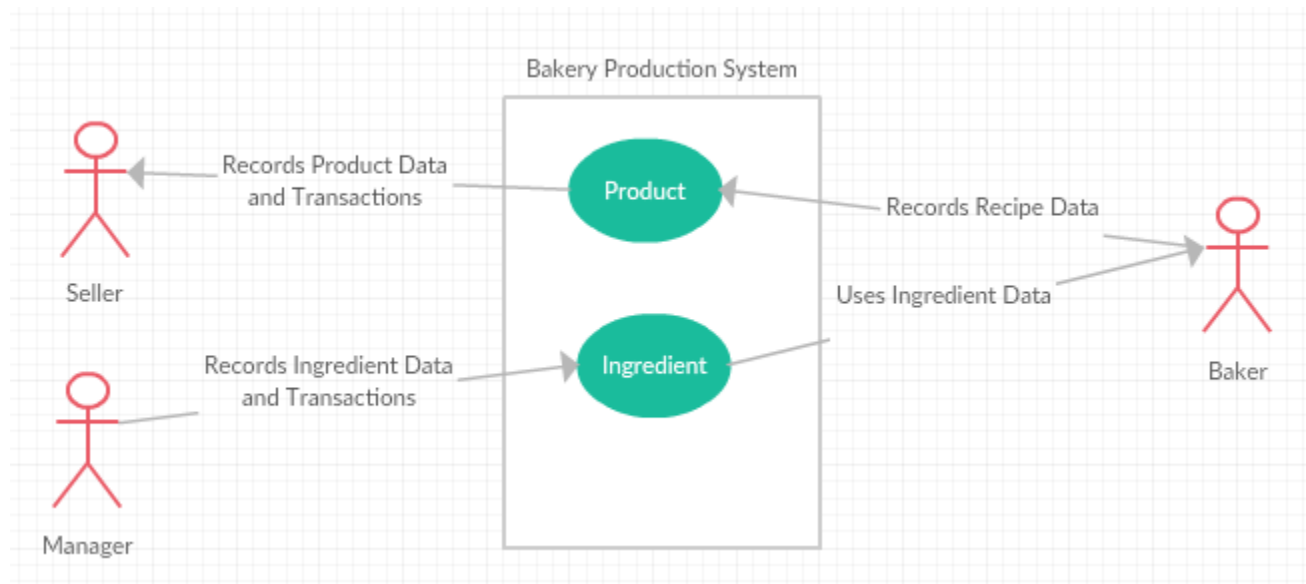 Bakery Production System
Records Product Data
and Transactions
Product
Records Recipe Data
Seller
Uses Ingredient Data
Records Ingredient Data
and Transactions
Ingredient
Baker
Manager